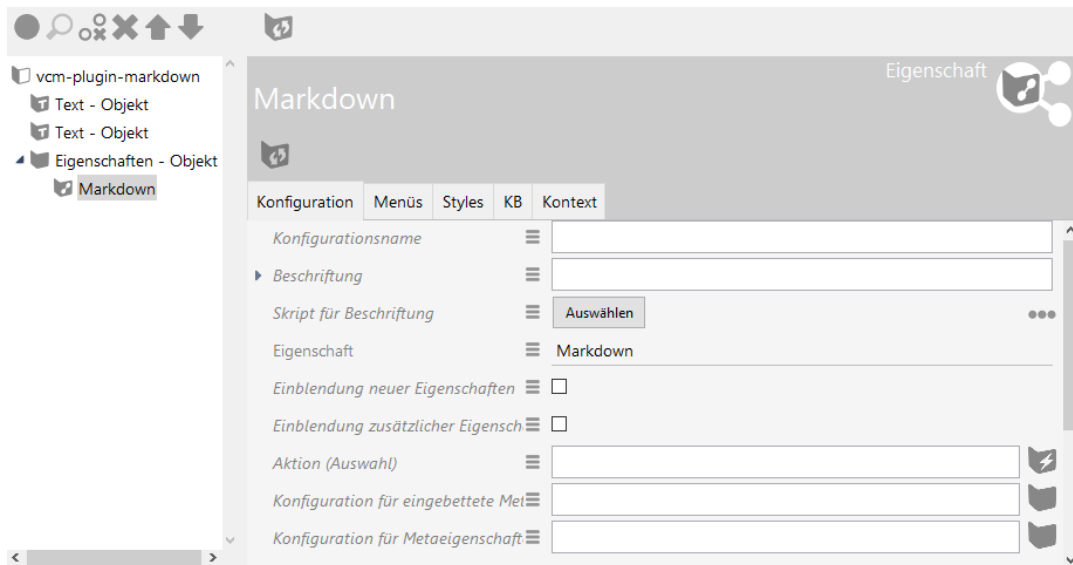 vcm-plugin-markdown
Text - Objekt
Text - Objekt
Eigenschaften - Objekt
Markdown
Eigenschaft
Markdown
Konfiguration Menüs Styles KB Kontext
Konfigurationsname
Beschriftung
Skript für Beschriftung Auswählen
Eigenschaft Markdown
Einblendung neuer Eigenschaften
Einblendung zusätzlicher Eigensch
Aktion (Auswahl)
Konfiguration für eingebettete Met
Konfiguration für Metaeigenschaft